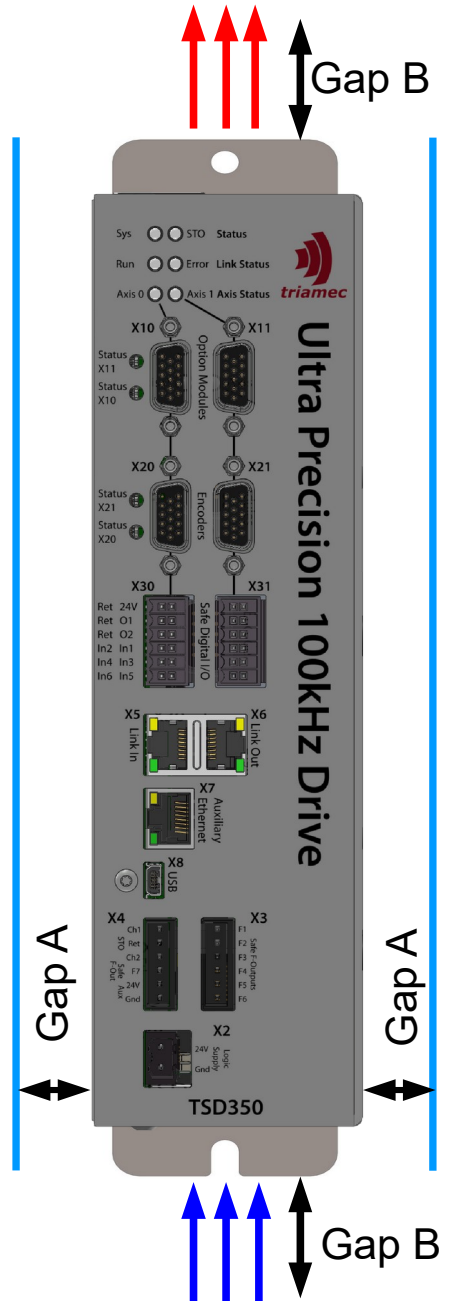 Gap B
Sys STO Status
Run Error Link Status
Axis 0 Axis 1 Axis Status
triamec
X10 X11
Status
X11
Status
X10
Option Modules
Ultra Precision 100kHz Drive
X20 X21
Status
X21
Status
X20
Encoders
X30 X31
Ret 24V
Ret O1
Ret O2
In2 In1
In4 In3
In6 In5
Safe Digital I/O
X5 X6
Link In
Link Out
X7
Auxiliary
Ethernet
X8
USB
X4 X3
Ch1
Ret
Ch2
F7
24V
Gnd
STO
Safe
F-Out
Aux
F1
F2
F3
F4
F5
F6
Safe F-Outputs
Gap A
Gap A
X2
24V
Gnd
Logic
Supply
TSD350
Gap B